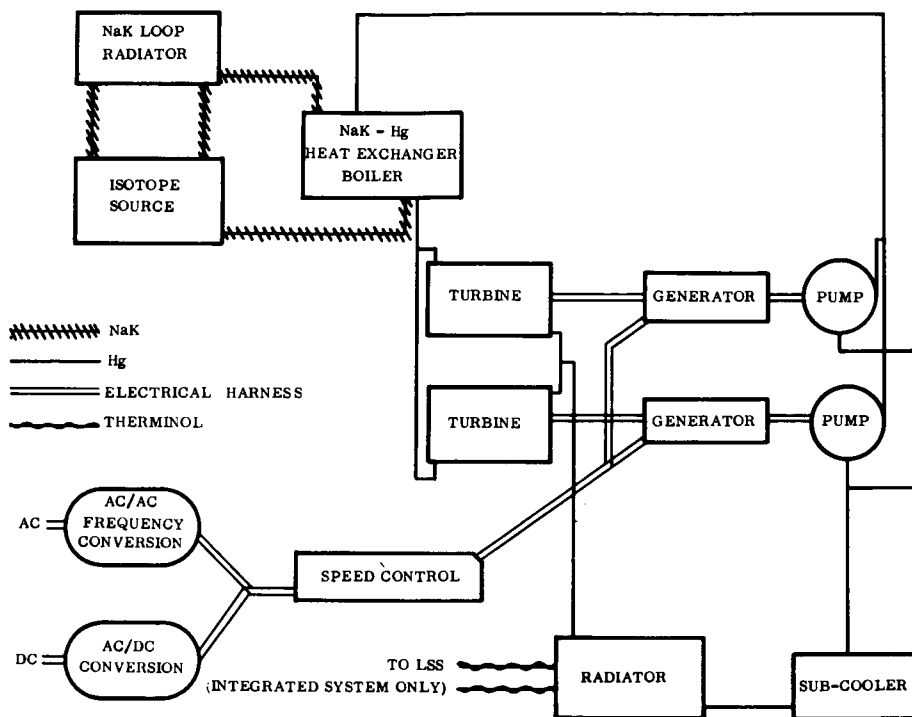 NaK LOOP
RADIATOR
NaK - Hg
HEAT EXCHANGER
BOILER
ISOTOPE
SOURCE
TURBINE
GENERATOR
PUMP
NaK
Hg
ELECTRICAL HARNESS
THERMINOL
TURBINE
GENERATOR
PUMP
AC
AC/AC
FREQUENCY
CONVERSION
SPEED CONTROL
DC
AC/DC
CONVERSION
TO LSS
(INTEGRATED SYSTEM ONLY)
RADIATOR
SUB-COOLER